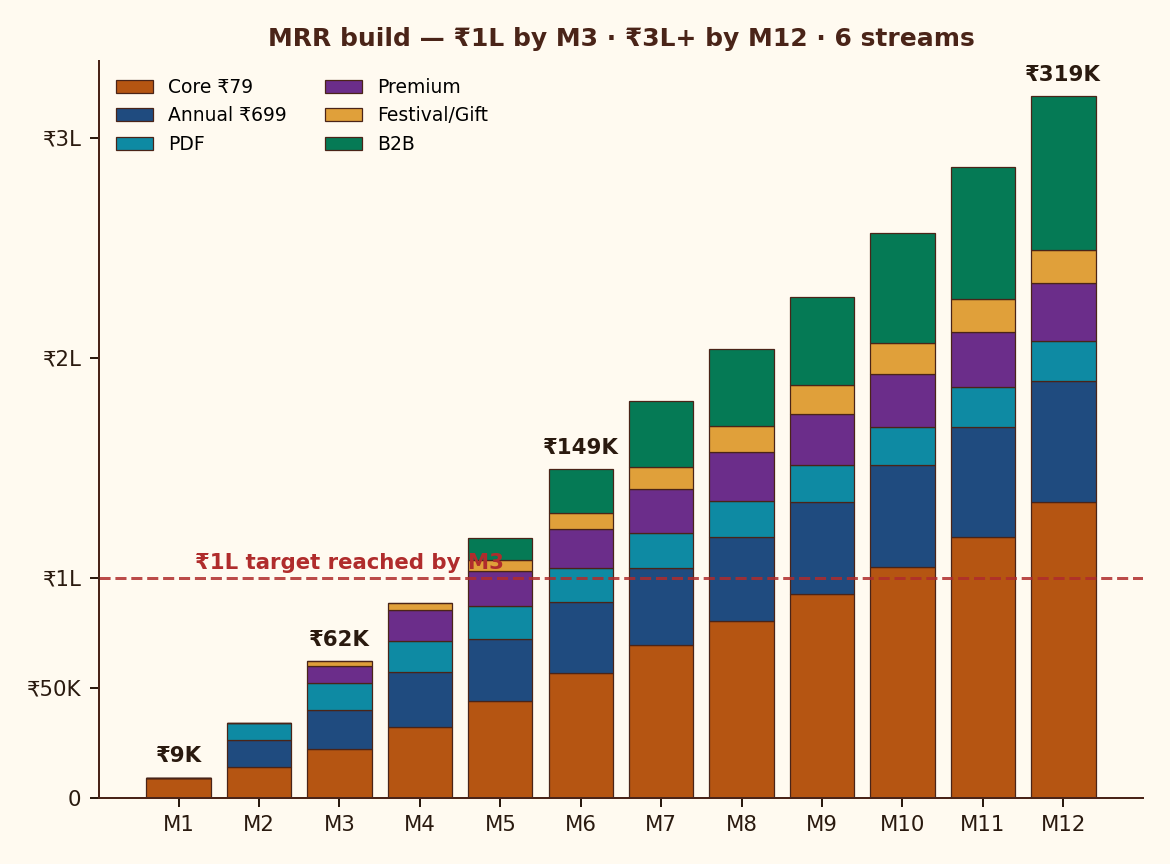 MRR build — ₹1L by M3 · ₹3L+ by M12 · 6 streams
Core ₹79
Annual ₹699
PDF
Premium
Festival/Gift
B2B
₹319K
₹3L
₹2L
₹149K
₹1L target reached by M3
₹1L
₹62K
₹50K
₹9K
0
M1 M2 M3 M4 M5 M6 M7 M8 M9 M10 M11 M12